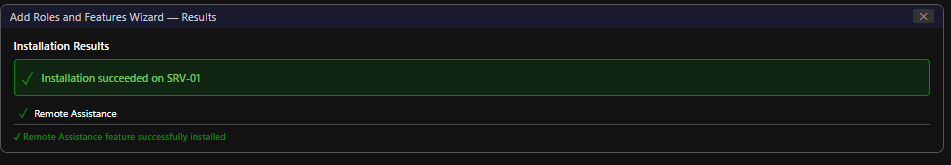 Add Roles and Features Wizard — Results
Installation Results
✓ Installation succeeded on SRV-01
✓ Remote Assistance
✓ Remote Assistance feature successfully installed